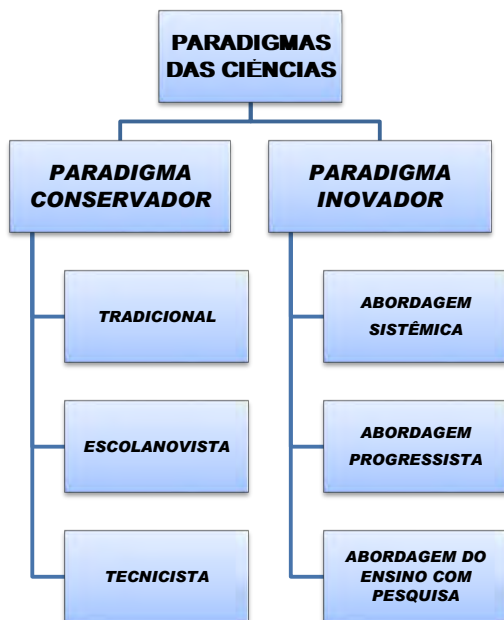 PARADIGMAS
DAS CIÊNCIAS
PARADIGMA
CONSERVADOR
TRADICIONAL
ESCOLANOVISTA
TECNICISTA
PARADIGMA
INOVADOR
ABORDAGEM
SISTÊMICA
ABORDAGEM
PROGRESSISTA
ABORDAGEM DO
ENSINO COM
PESQUISA